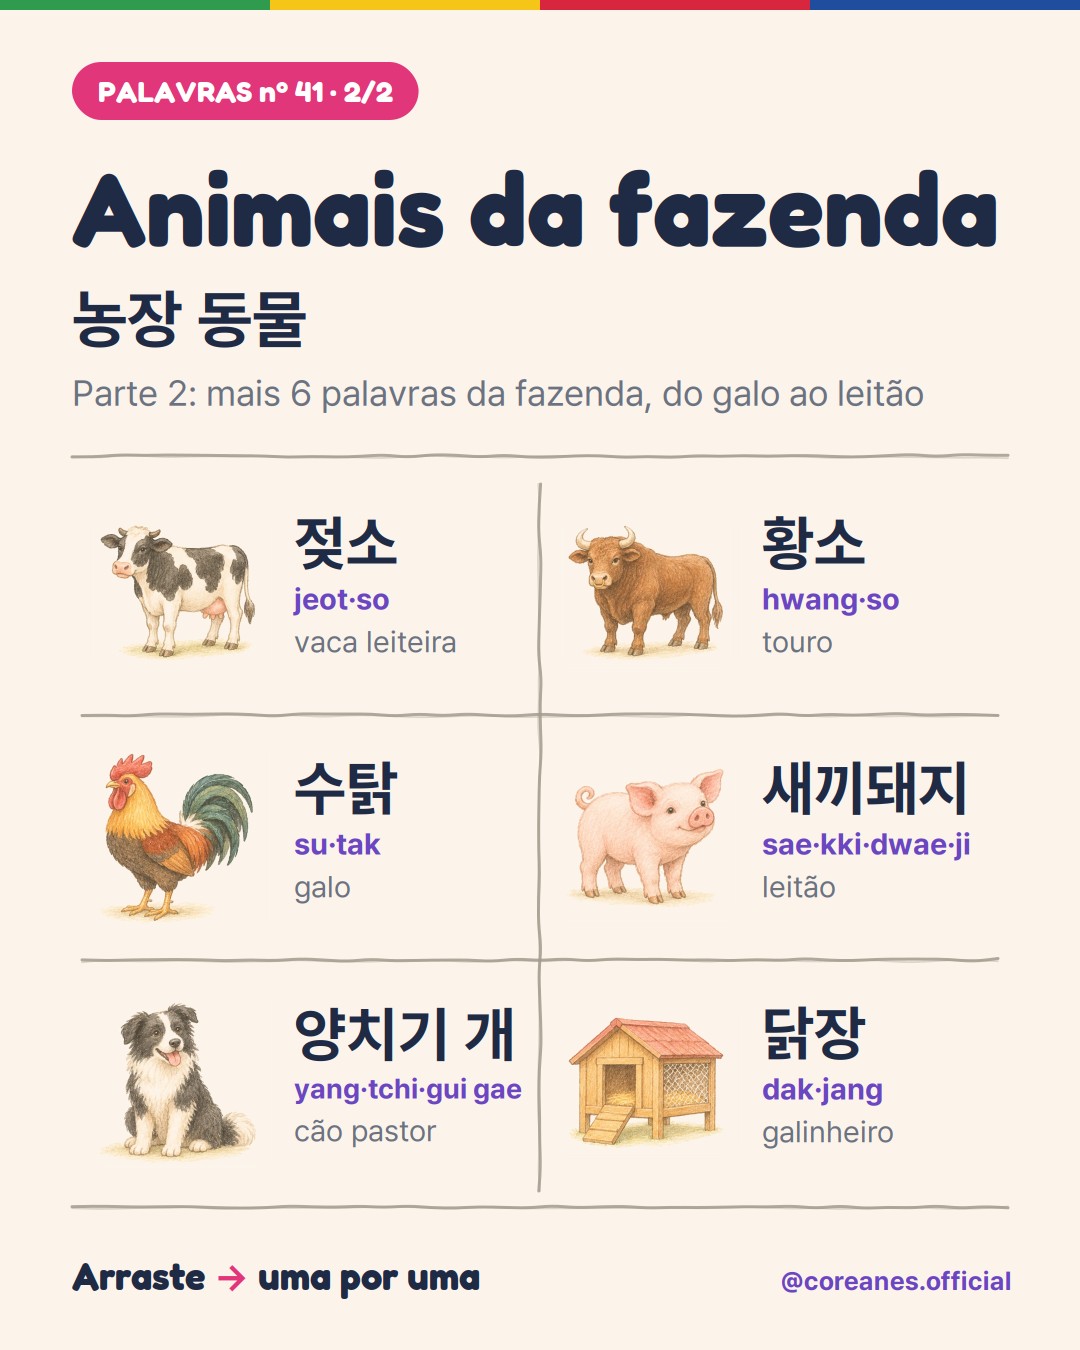 PALAVRAS nº 41 · 2/2
Animais da fazenda
농장 동물
Parte 2: mais 6 palavras da fazenda, do galo ao leitão
젖소
jeot·so
vaca leiteira
황소
hwang·so
touro
수탉
su·tak
galo
새끼돼지
sae·kki·dwae·ji
leitão
양치기 개
yang·tchi·gui gae
cão pastor
닭장
dak·jang
galinheiro
Arraste → uma por uma
@coreanes.official